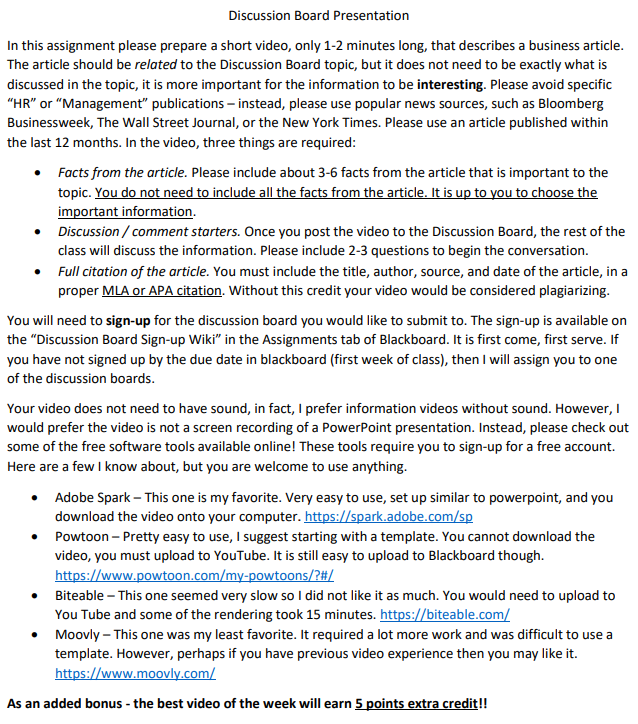 Discussion Board Presentation
In this assignment please prepare a short video, only 1-2 minutes long, that describes a business article.
The article should be related to the Discussion Board topic, but it does not need to be exactly what is
discussed in the topic, it is more important for the information to be interesting. Please avoid specific
“HR” or “Management” publications – instead, please use popular news sources, such as Bloomberg
Businessweek, The Wall Street Journal, or the New York Times. Please use an article published within
the last 12 months. In the video, three things are required:
• Facts from the article. Please include about 3-6 facts from the article that is important to the
topic. You do not need to include all the facts from the article. It is up to you to choose the
important information.
• Discussion / comment starters. Once you post the video to the Discussion Board, the rest of the
class will discuss the information. Please include 2-3 questions to begin the conversation.
• Full citation of the article. You must include the title, author, source, and date of the article, in a
proper MLA or APA citation. Without this credit your video would be considered plagiarizing.
You will need to sign-up for the discussion board you would like to submit to. The sign-up is available on
the “Discussion Board Sign-up Wiki” in the Assignments tab of Blackboard. It is first come, first serve. If
you have not signed up by the due date in blackboard (first week of class), then I will assign you to one
of the discussion boards.
Your video does not need to have sound, in fact, I prefer information videos without sound. However, I
would prefer the video is not a screen recording of a PowerPoint presentation. Instead, please check out
some of the free software tools available online! These tools require you to sign-up for a free account.
Here are a few I know about, but you are welcome to use anything.
• Adobe Spark – This one is my favorite. Very easy to use, set up similar to powerpoint, and you
download the video onto your computer. https://spark.adobe.com/sp
• Powtoon – Pretty easy to use, I suggest starting with a template. You cannot download the
video, you must upload to YouTube. It is still easy to upload to Blackboard though.
https://www.powtoon.com/my-powtoons/?#/
• Biteable – This one seemed very slow so I did not like it as much. You would need to upload to
You Tube and some of the rendering took 15 minutes. https://biteable.com/
• Moovly – This one was my least favorite. It required a lot more work and was difficult to use a
template. However, perhaps if you have previous video experience then you may like it.
https://www.moovly.com/
As an added bonus - the best video of the week will earn 5 points extra credit!!